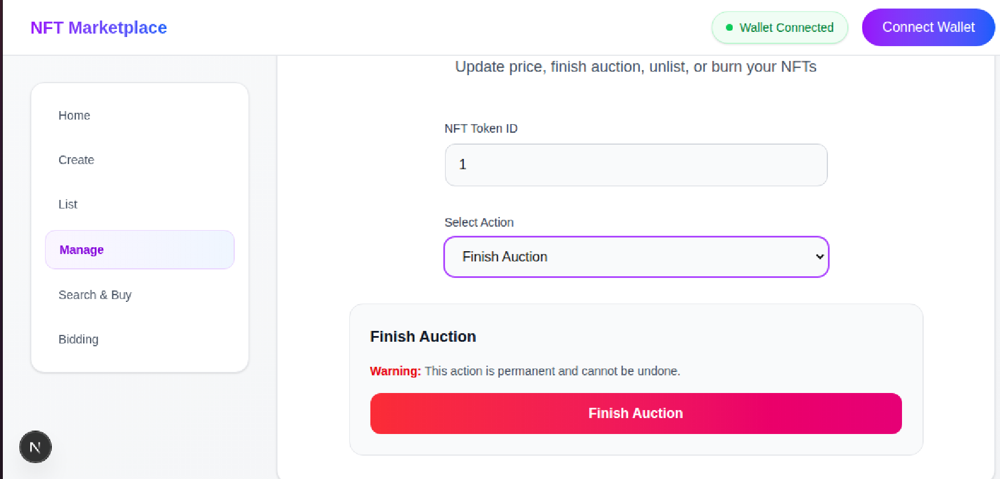 NFT Marketplace
Wallet Connected
Connect Wallet
Home
Create
List
Manage
Search & Buy
Bidding
Update price, finish auction, unlist, or burn your NFTs
NFT Token ID
1
Select Action
Finish Auction
Finish Auction
Warning: This action is permanent and cannot be undone.
Finish Auction
N